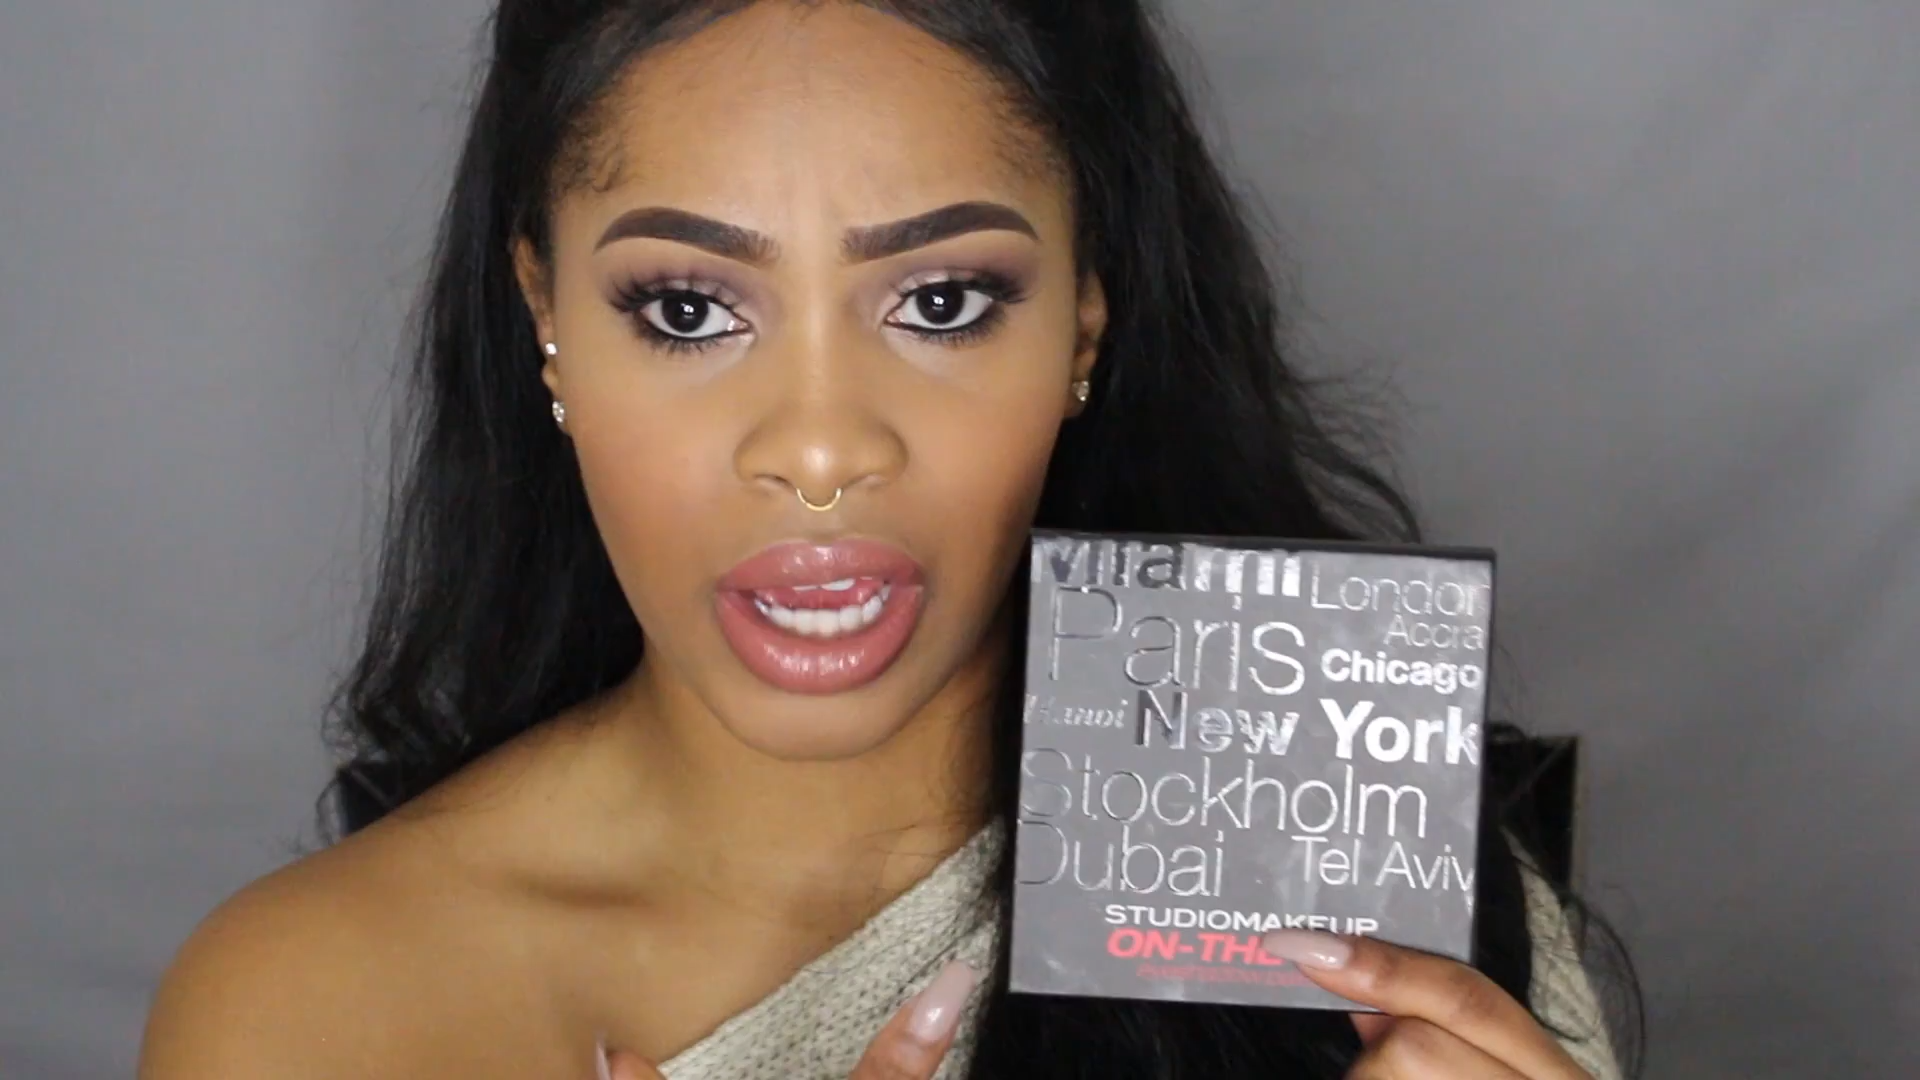 Miami London
Accra
Paris Chicago
Hanoi New York
Stockholm
Dubai Tel Aviv
STUDIOMAKEUP
ON-THE